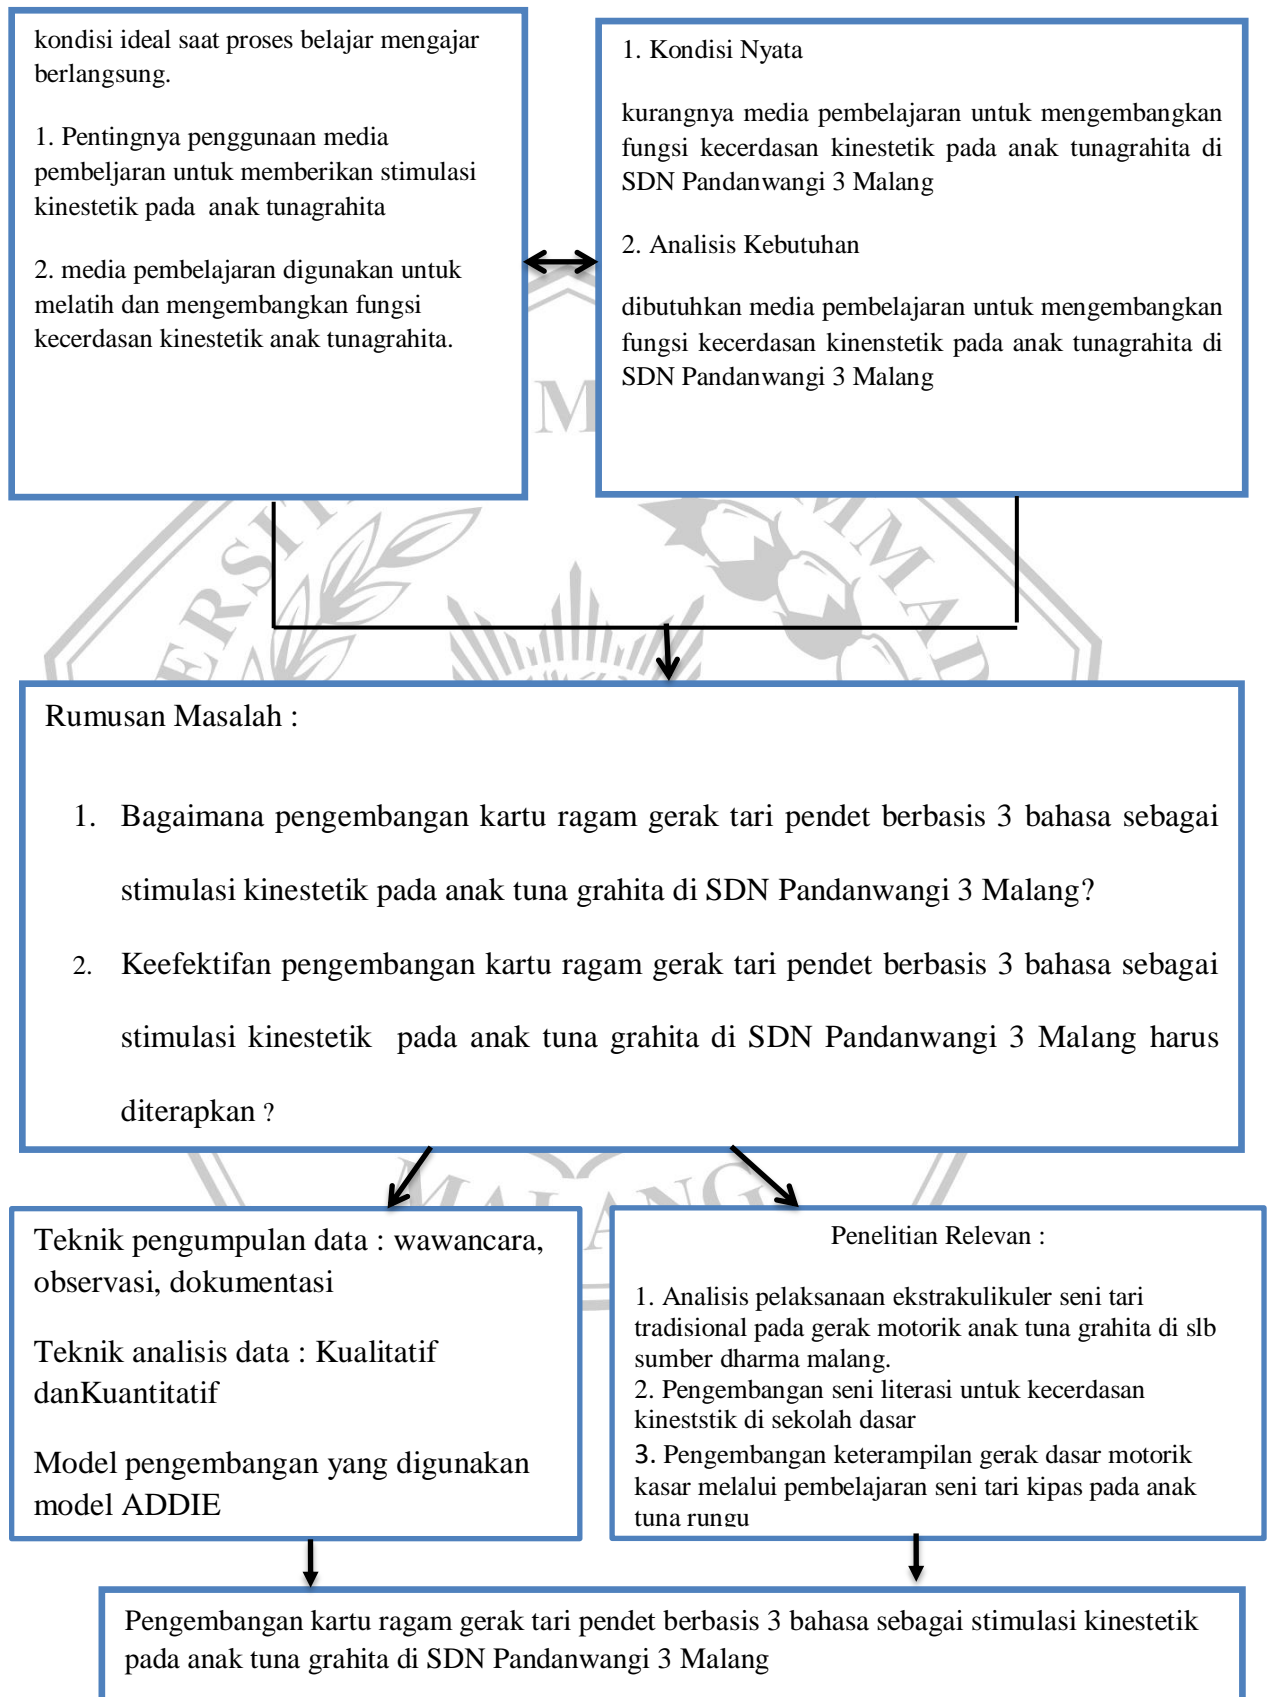 kondisi ideal saat proses belajar mengajar
berlangsung.
1. Pentingnya penggunaan media
pembeljaran untuk memberikan stimulasi
kinestetik pada anak tunagrahita
2. media pembelajaran digunakan untuk
melatih dan mengembangkan fungsi
kecerdasan kinestetik anak tunagrahita.
1. Kondisi Nyata
kurangnya media pembelajaran untuk mengembangkan
fungsi kecerdasan kinestetik pada anak tunagrahita di
SDN Pandanwangi 3 Malang
2. Analisis Kebutuhan
dibutuhkan media pembelajaran untuk mengembangkan
fungsi kecerdasan kinenstetik pada anak tunagrahita di
SDN Pandanwangi 3 Malang
Rumusan Masalah :
1. Bagaimana pengembangan kartu ragam gerak tari pendet berbasis 3 bahasa sebagai
stimulasi kinestetik pada anak tuna grahita di SDN Pandanwangi 3 Malang?
2. Keefektifan pengembangan kartu ragam gerak tari pendet berbasis 3 bahasa sebagai
stimulasi kinestetik pada anak tuna grahita di SDN Pandanwangi 3 Malang harus
diterapkan ?
MALANG
Teknik pengumpulan data : wawancara,
observasi, dokumentasi
Teknik analisis data : Kualitatif
danKuantitatif
Model pengembangan yang digunakan
model ADDIE
Penelitian Relevan :
1. Analisis pelaksanaan ekstrakulikuler seni tari
tradisional pada gerak motorik anak tuna grahita di slb
sumber dharma malang.
2. Pengembangan seni literasi untuk kecerdasan
kineststik di sekolah dasar
3. Pengembangan keterampilan gerak dasar motorik
kasar melalui pembelajaran seni tari kipas pada anak
tuna rungu
Pengembangan kartu ragam gerak tari pendet berbasis 3 bahasa sebagai stimulasi kinestetik
pada anak tuna grahita di SDN Pandanwangi 3 Malang